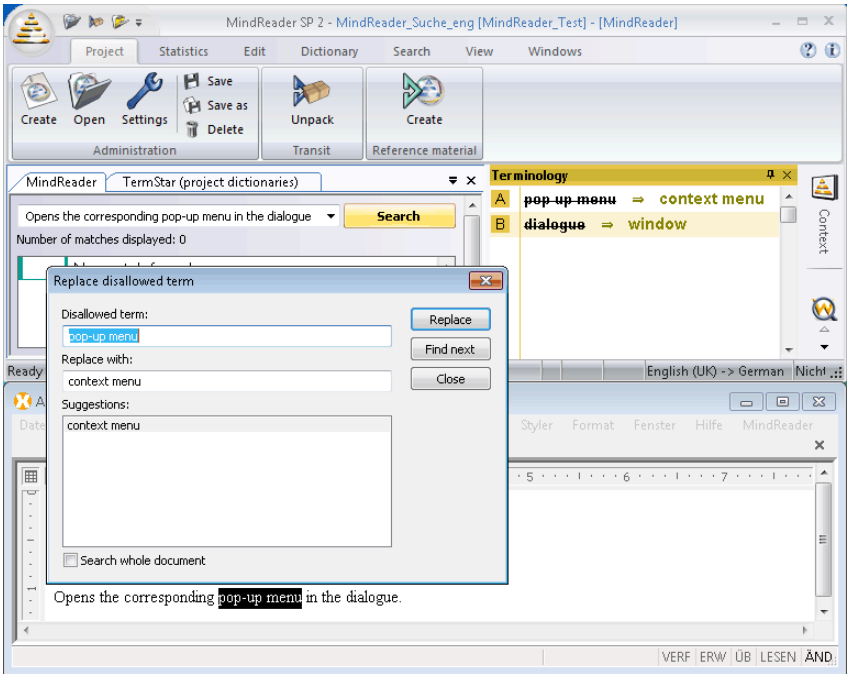 MindReader SP 2 - MindReader_Suche_eng [MindReader_Test] - [MindReader]
Project Statistics Edit Dictionary Search View Windows
Create Open Settings Save Save as Delete Unpack Create
Administration Transit Reference material
MindReader TermStar (project dictionaries)
Opens the corresponding pop-up menu in the dialogue Search
Number of matches displayed: 0
Terminology
A pop up menu ⇒ context menu
B dialogue ⇒ window
Context
Replace disallowed term
Disallowed term:
pop-up menu
Replace with:
context menu
Suggestions:
context menu
Replace
Find next
Close
Search whole document
Ready English (UK) -> German Nicht
A
Date Styler Format Fenster Hilfe MindReader
5 6 7
Opens the corresponding pop-up menu in the dialogue.
VERF ERW ÜB LESEN ÄND